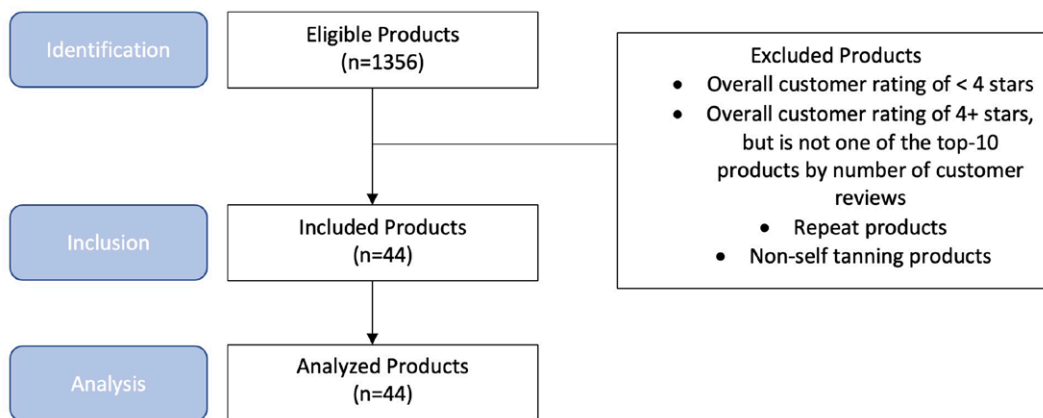 Identification
Eligible Products
(n=1356)
Excluded Products
• Overall customer rating of < 4 stars
• Overall customer rating of 4+ stars,
but is not one of the top-10
products by number of customer
reviews
• Repeat products
• Non-self tanning products
Inclusion
Included Products
(n=44)
Analysis
Analyzed Products
(n=44)